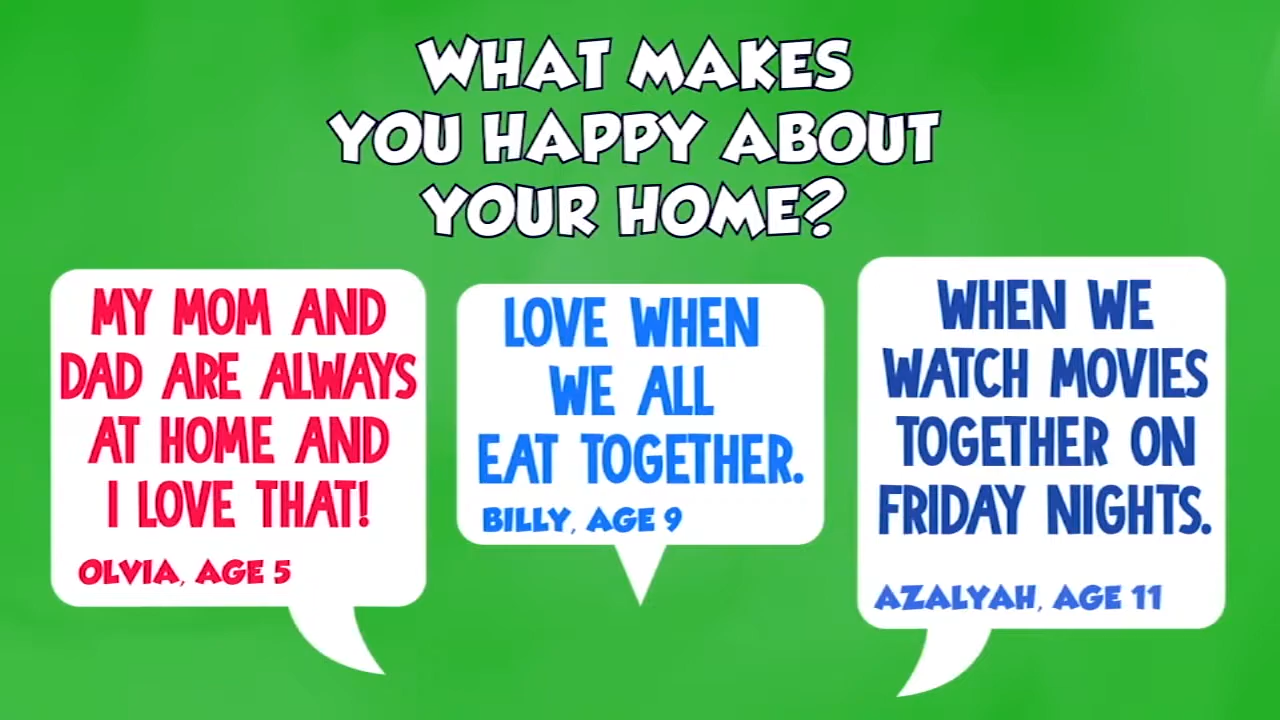 WHAT MAKES
YOU HAPPY ABOUT
YOUR HOME?
MY MOM AND
DAD ARE ALWAYS
AT HOME AND
I LOVE THAT!
OLVIA, AGE 5
LOVE WHEN
WE ALL
EAT TOGETHER.
BILLY, AGE 9
WHEN WE
WATCH MOVIES
TOGETHER ON
FRIDAY NIGHTS.
AZALYAH, AGE 11